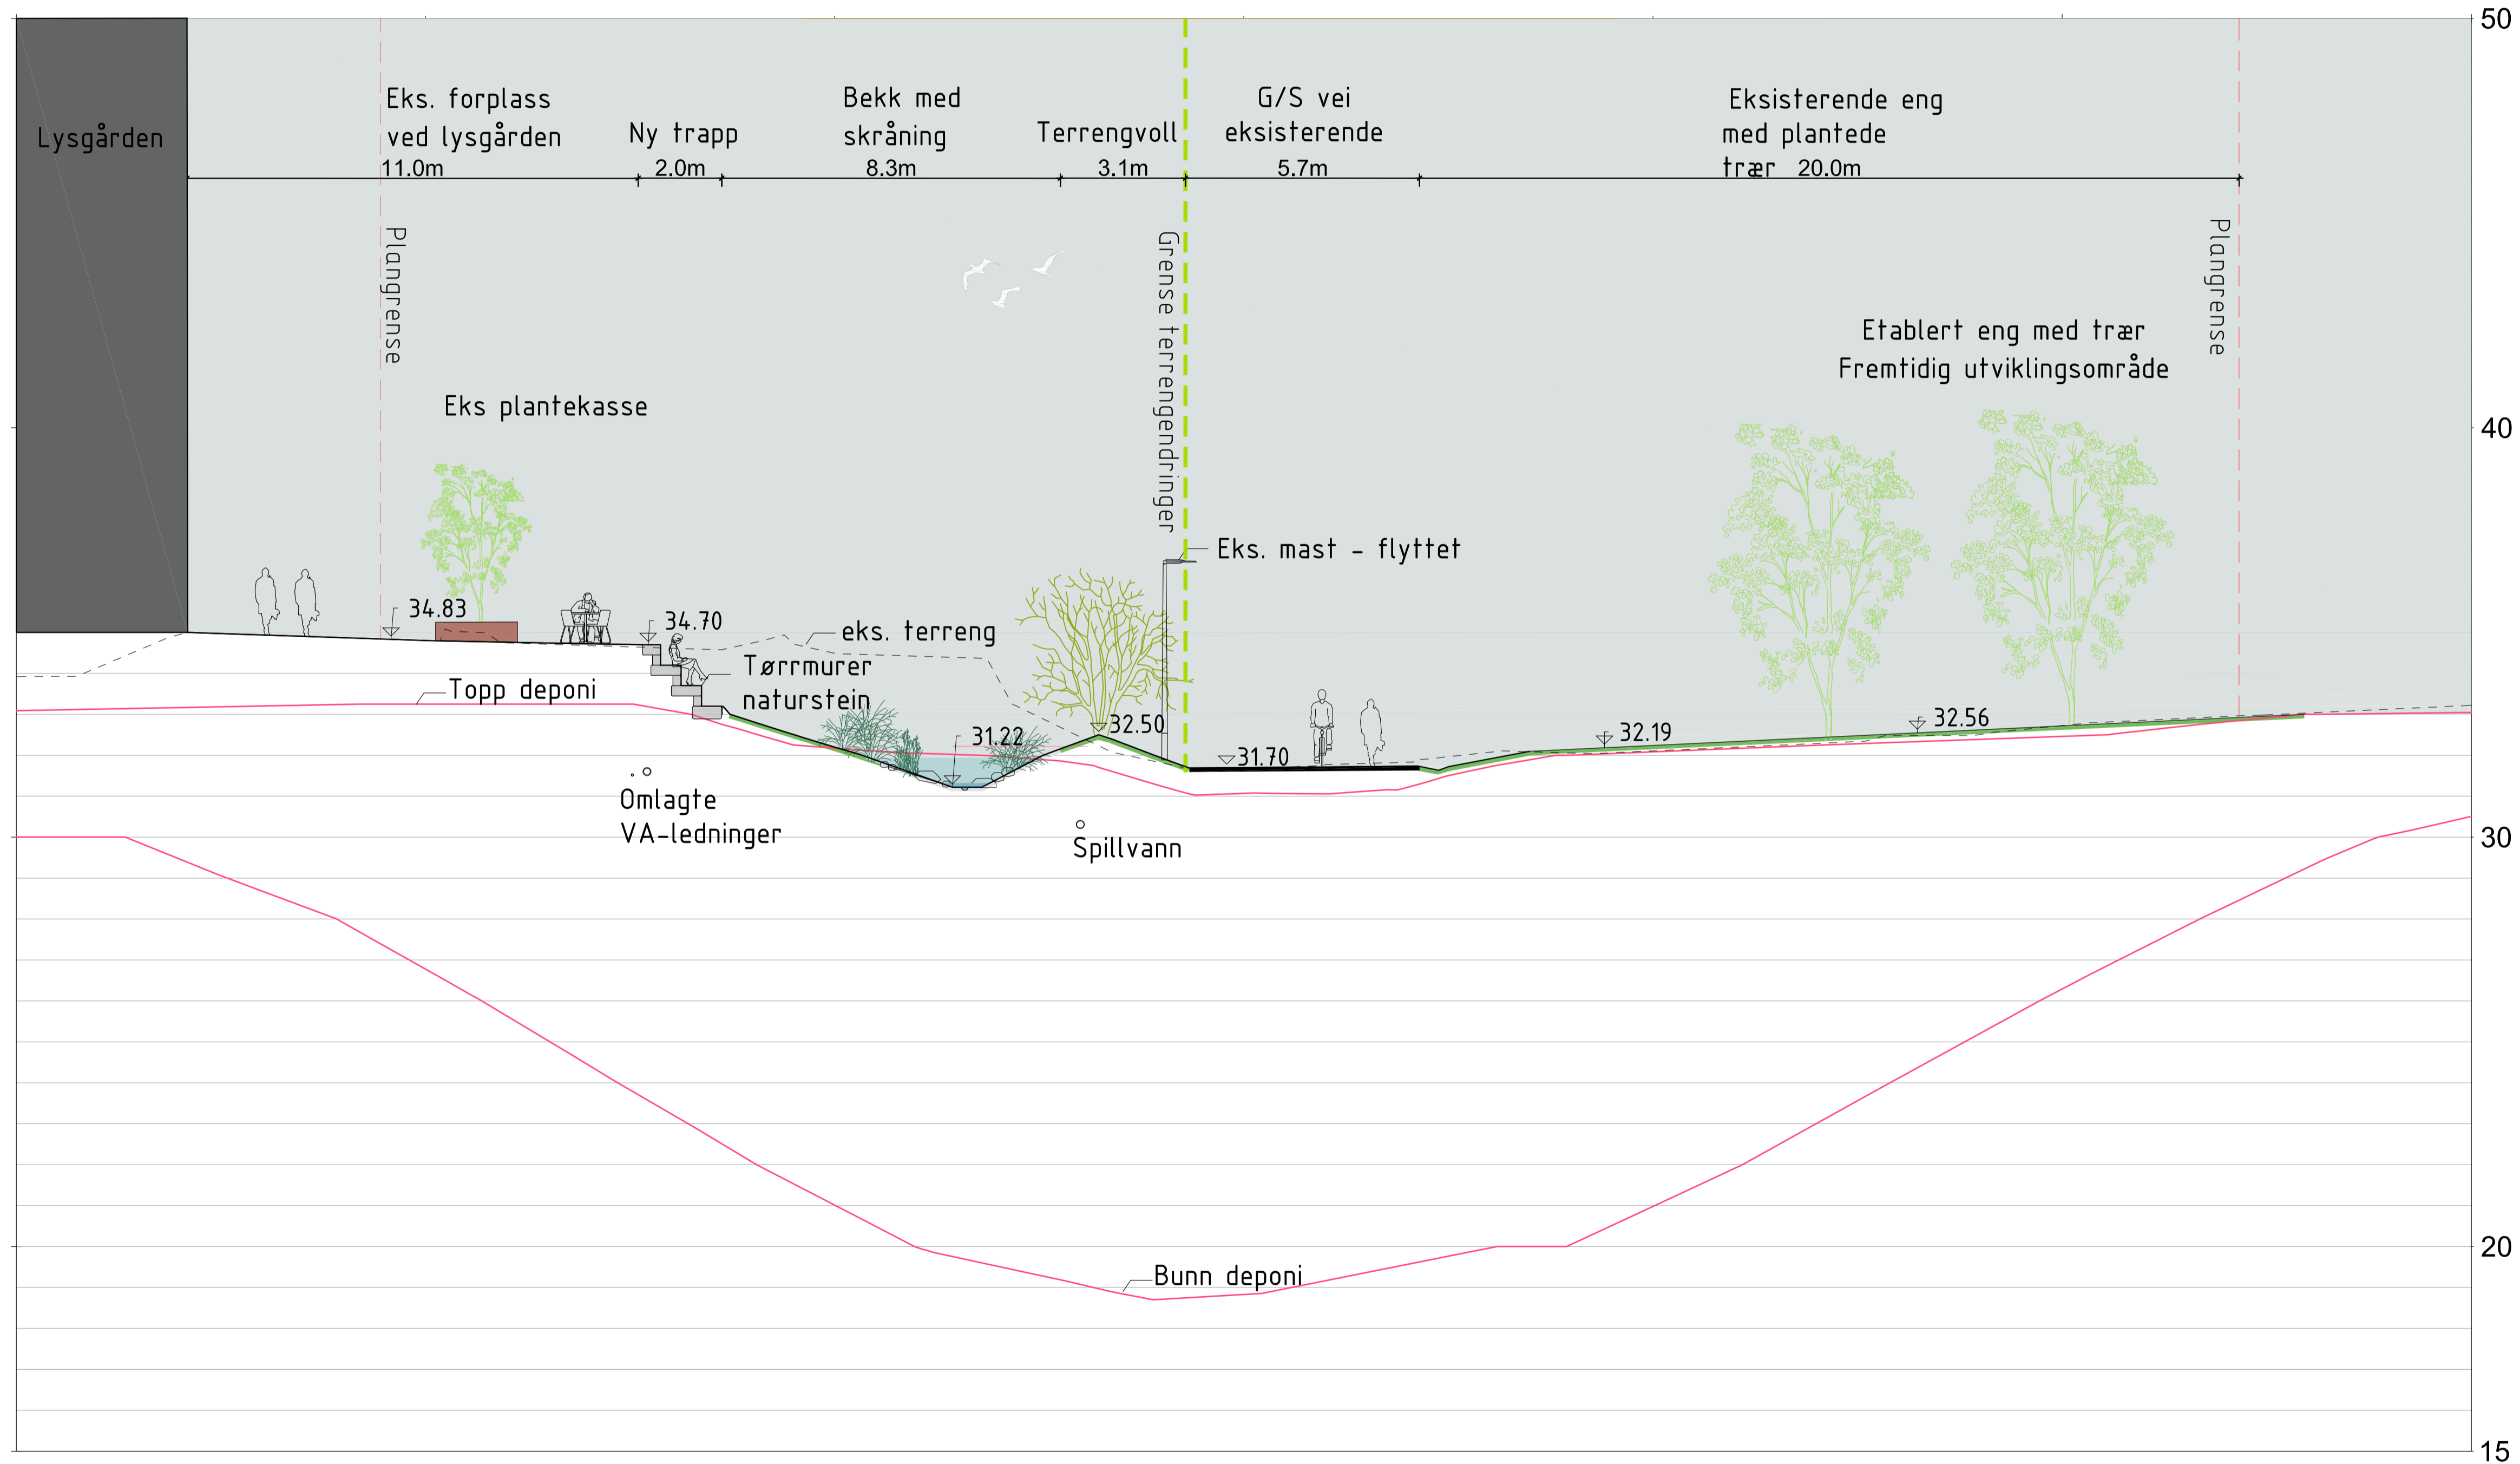 50
Lysgården
Eks. forplass
ved lysgården
11.0m
Ny trapp
2.0m
Bekk med
skråning
8.3m
Terrengvoll
3.1m
G/S vei
eksisterende
5.7m
Eksisterende eng
med plantede
trær 20.0m
Plangrense
Grense terrengendringer
Plangrense
Etablert eng med trær
Fremtidig utviklingsområde
Eks plantekasse
40
Eks. mast - flyttet
34.83
34.70
eks. terreng
Tørrmurer
naturstein
Topp deponi
31.22
32.50
31.70
32.19
32.56
Omlagte
VA-ledninger
Spillvann
30
20
Bunn deponi
15